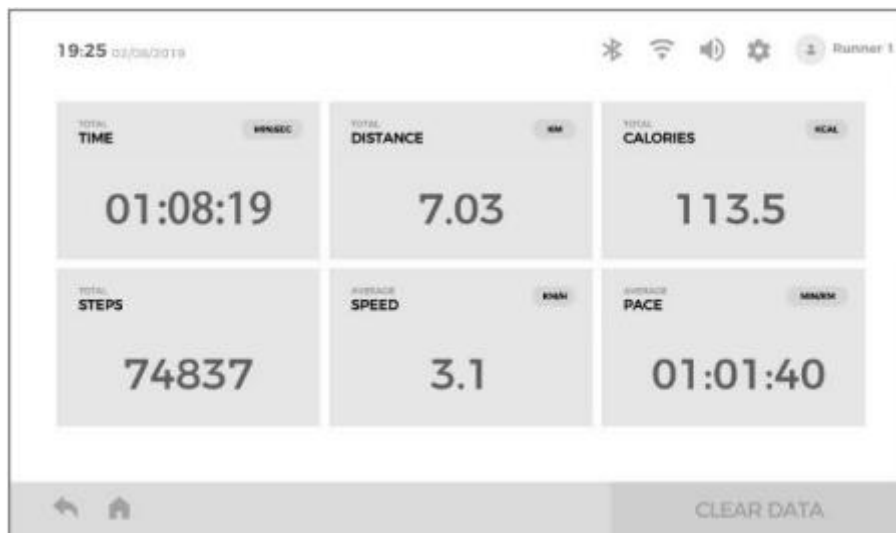 19:25 02/08/2019
Runner 1
TOTAL
TIME
MIN:SEC
01:08:19
TOTAL
DISTANCE
KM
7.03
TOTAL
CALORIES
KCAL
113.5
TOTAL
STEPS
74837
AVERAGE
SPEED
KM/H
3.1
AVERAGE
PACE
MIN/KM
01:01:40
CLEAR DATA